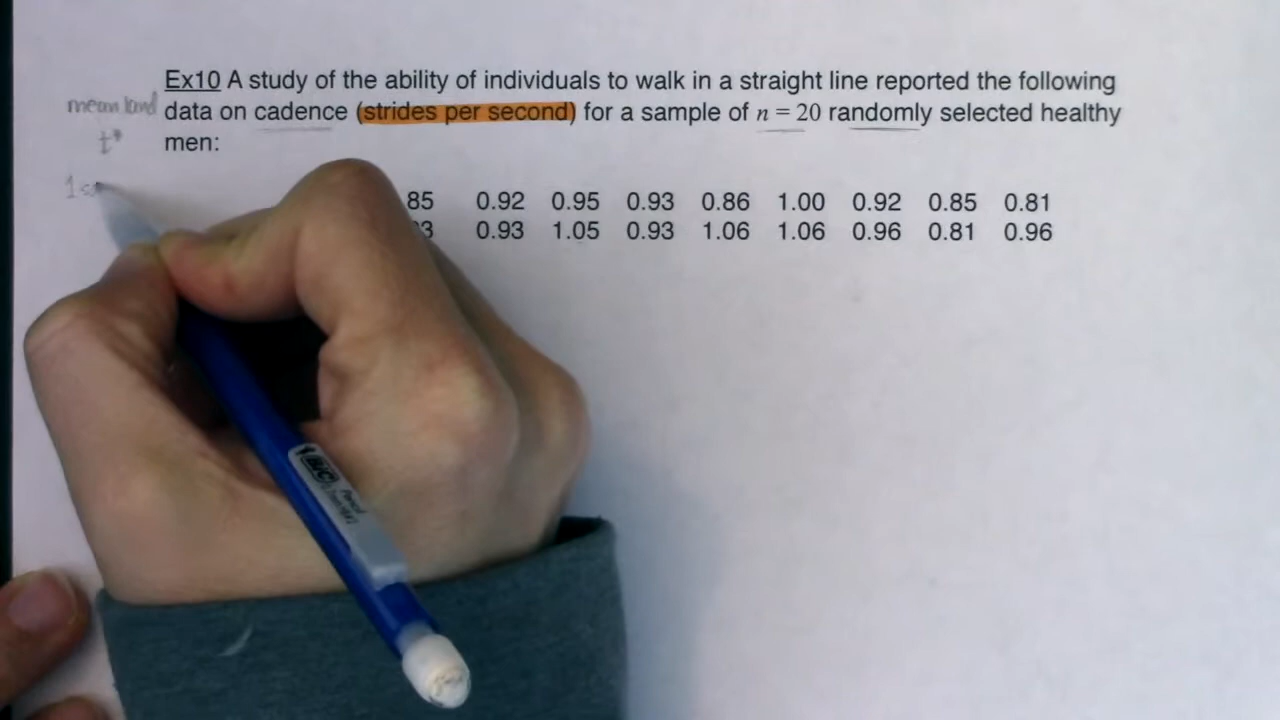 Ex10 A study of the ability of individuals to walk in a straight line reported the following
mean
data on cadence (strides per second) for a sample of n = 20 randomly selected healthy
t*
men:
85 0.92 0.95 0.93 0.86 1.00 0.92 0.85 0.81
3 0.93 1.05 0.93 1.06 1.06 0.96 0.81 0.96
BIC
Pencil